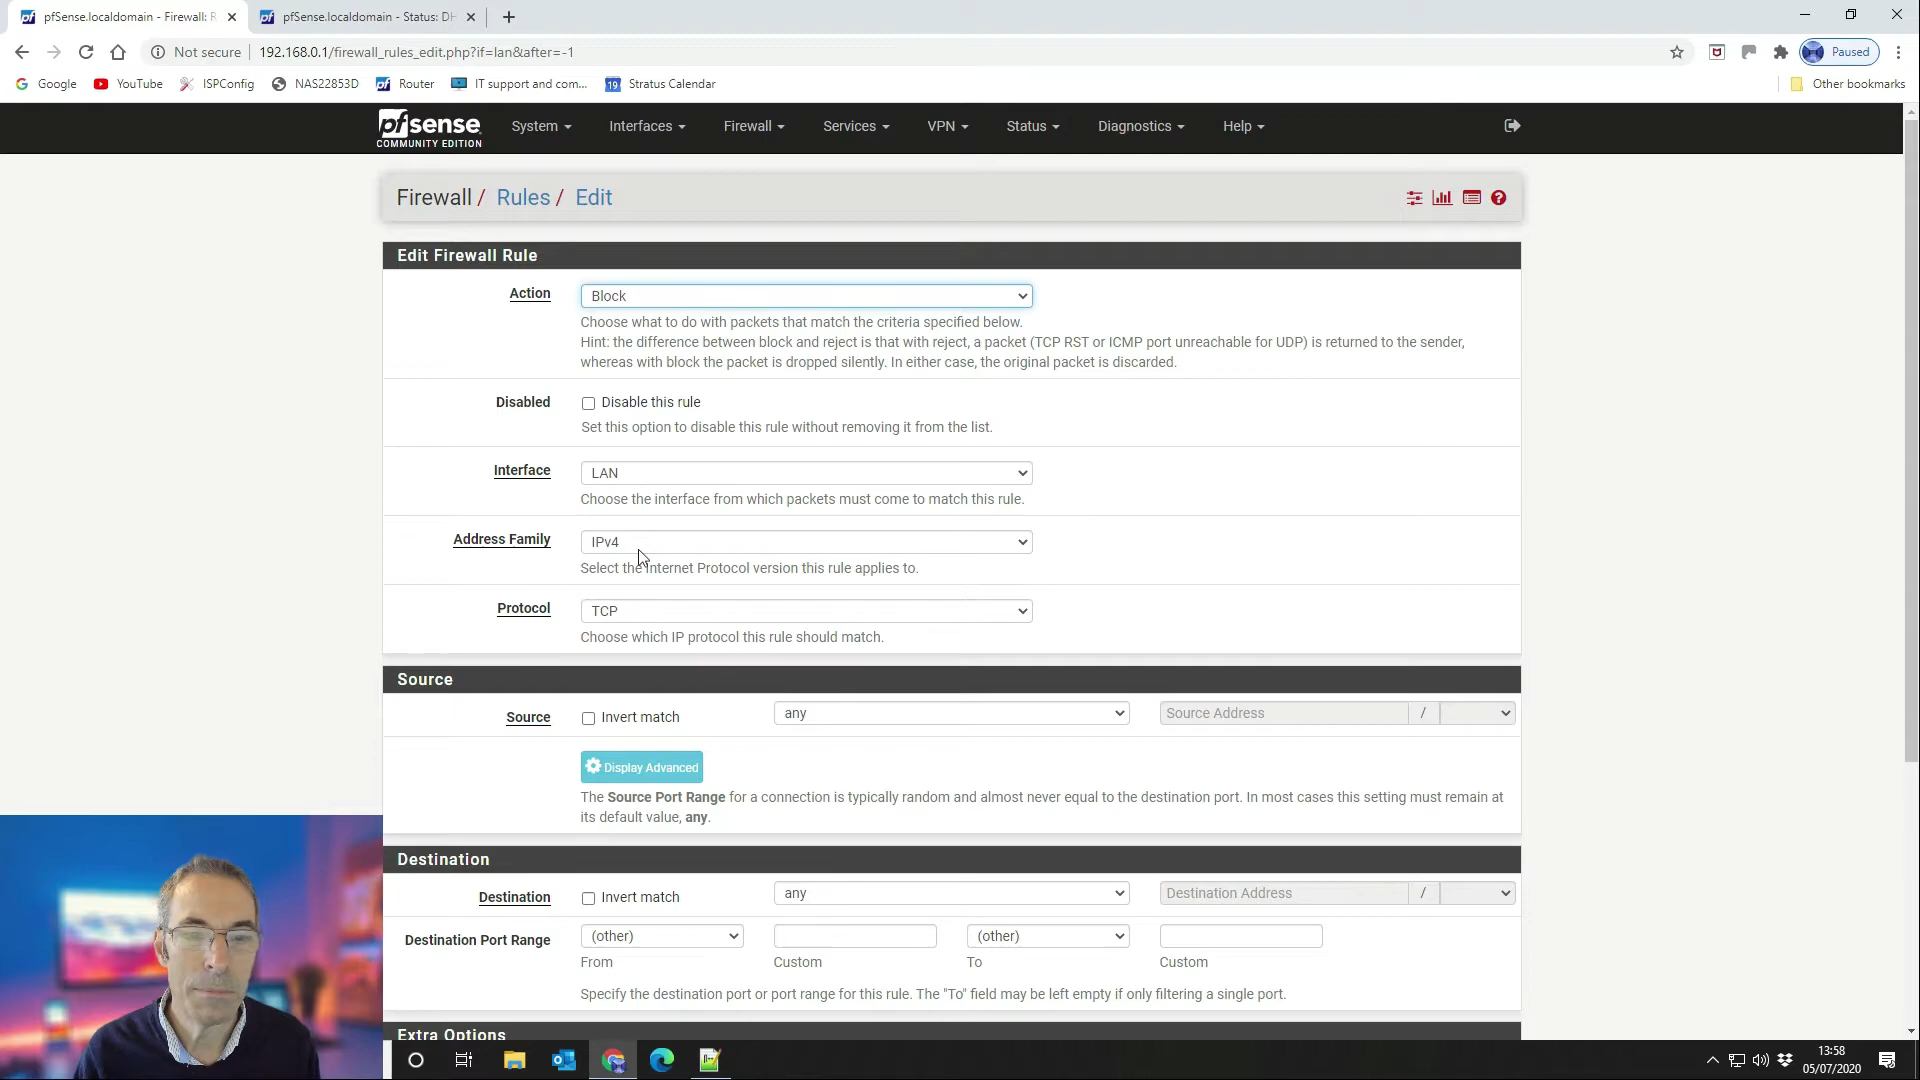 pfSense.localdomain - Firewall: R
pfSense.localdomain - Status: DH
Not secure
192.168.0.1/firewall_rules_edit.php?if=lan&after=-1
Paused
Google
YouTube
ISPConfig
NAS22853D
Router
IT support and com...
19
Stratus Calendar
Other bookmarks
pfsense
COMMUNITY EDITION
System
Interfaces
Firewall
Services
VPN
Status
Diagnostics
Help
Firewall / Rules / Edit
Edit Firewall Rule
Action
Block
Choose what to do with packets that match the criteria specified below.
Hint: the difference between block and reject is that with reject, a packet (TCP RST or ICMP port unreachable for UDP) is returned to the sender,
whereas with block the packet is dropped silently. In either case, the original packet is discarded.
Disabled
Disable this rule
Set this option to disable this rule without removing it from the list.
Interface
LAN
Choose the interface from which packets must come to match this rule.
Address Family
IPv4
Select the Internet Protocol version this rule applies to.
Protocol
TCP
Choose which IP protocol this rule should match.
Source
Source
Invert match
any
Source Address
/
Display Advanced
The Source Port Range for a connection is typically random and almost never equal to the destination port. In most cases this setting must remain at
its default value, any.
Destination
Destination
Invert match
any
Destination Address
/
Destination Port Range
(other)
(other)
From
Custom
To
Custom
Specify the destination port or port range for this rule. The "To" field may be left empty if only filtering a single port.
Extra Options
13:58
05/07/2020